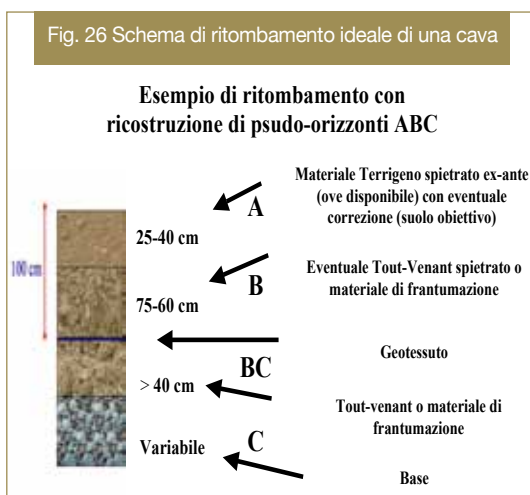 Fig. 26 Schema di ritombamento ideale di una cava
Esempio di ritombamento con
ricostruzione di psudo-orizzonti ABC
Materiale Terrigeno spietrato ex-ante
(ove disponibile) con eventuale
correzione (suolo obiettivo)
A
25-40 cm
100 cm
Eventuale Tout-Venant spietrato o
materiale di frantumazione
B
75-60 cm
Geotessuto
BC
> 40 cm
Tout-venant o materiale di
frantumazione
Variabile
C
Base